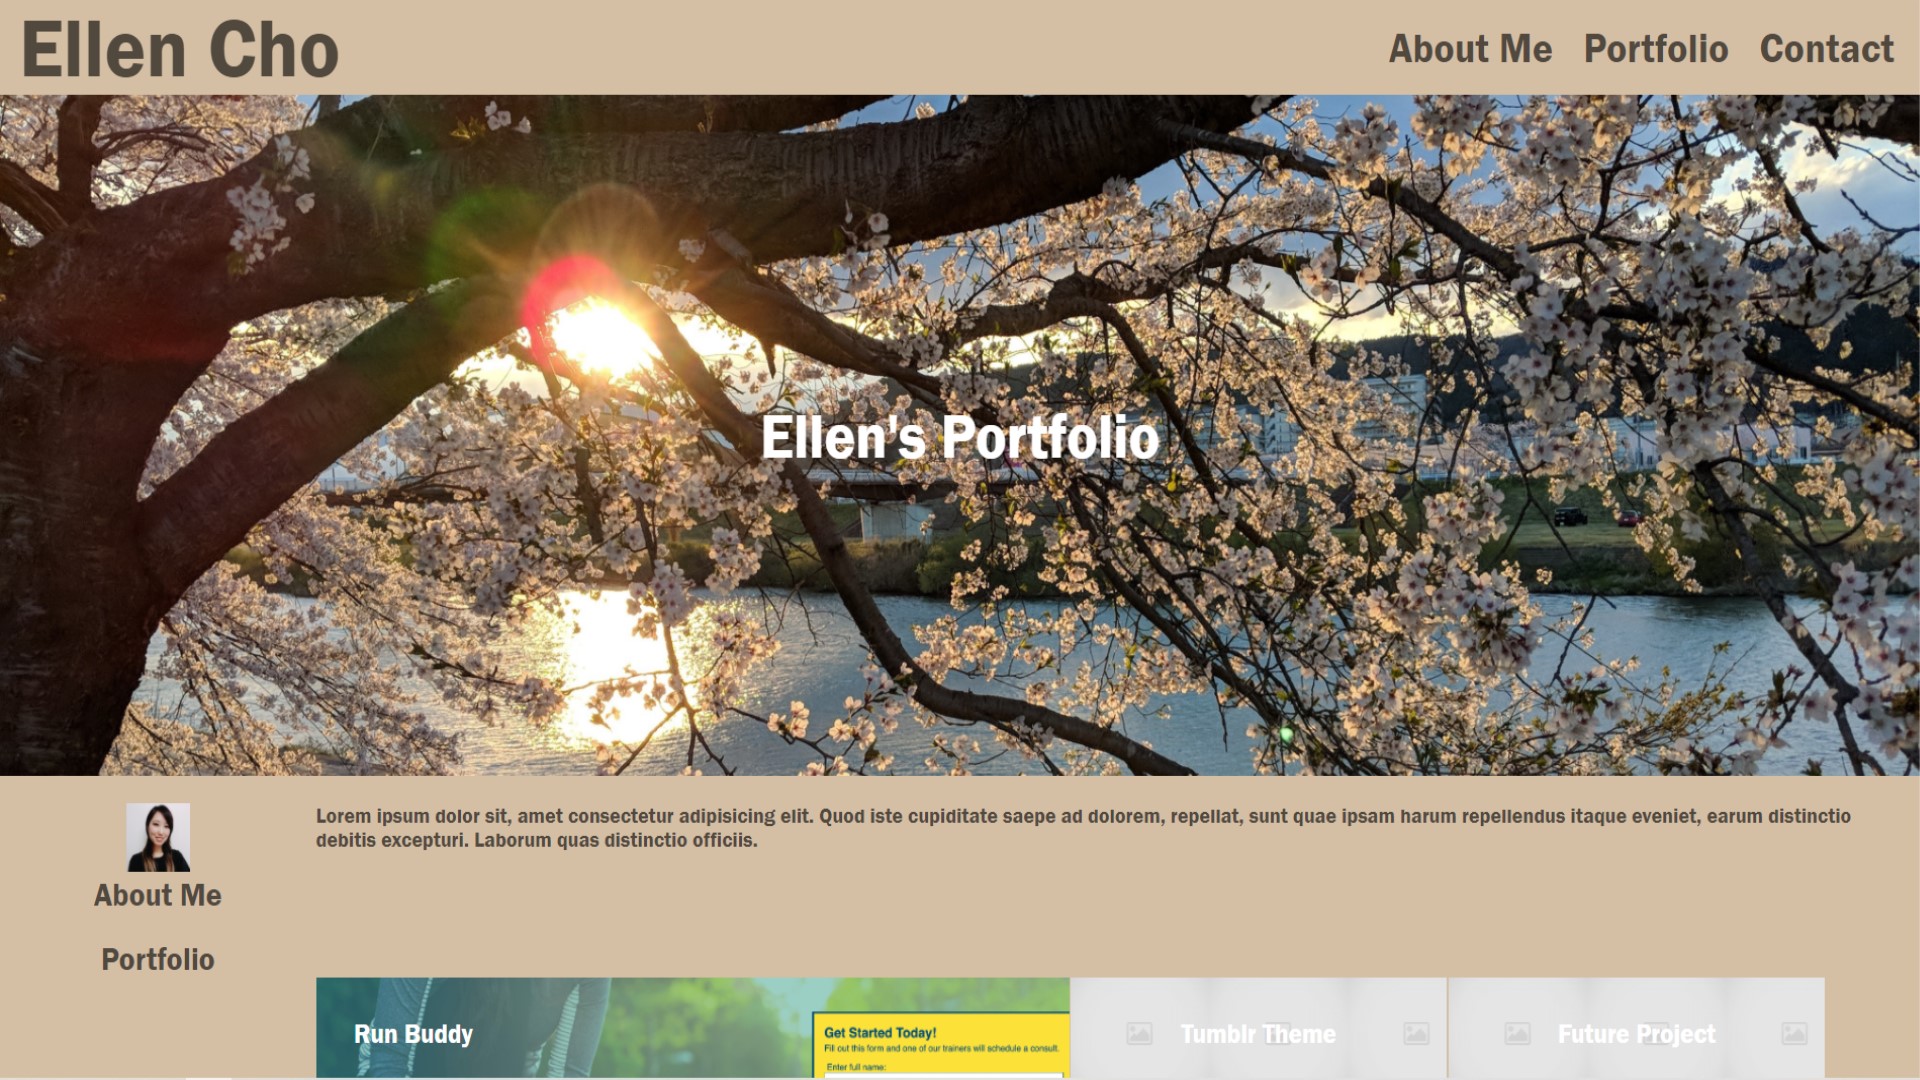 Ellen Cho
About Me Portfolio Contact
Ellen's Portfolio
Lorem ipsum dolor sit, amet consectetur adipisicing elit. Quod iste cupiditate saepe ad dolorem, repellat, sunt quae ipsam harum repellendus itaque eveniet, earum distinctio
debitis excepturi. Laborum quas distinctio officiis.
About Me
Portfolio
Run Buddy
Get Started Today!
Fill out this form and one of our trainers will schedule a consult.
Enter full name:
Tumblr Theme
Future Project